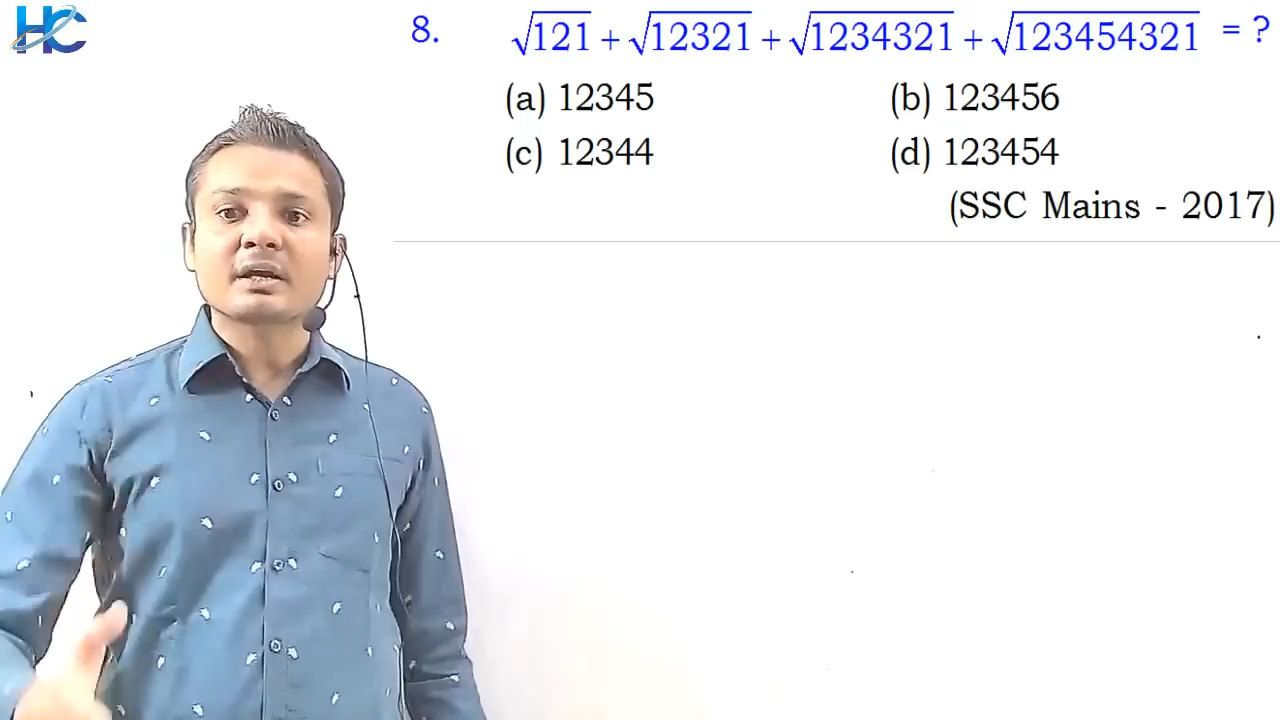 HC
8. √121 + √12321 + √1234321 + √123454321 = ?
(a) 12345 (b) 123456
(c) 12344 (d) 123454
(SSC Mains - 2017)